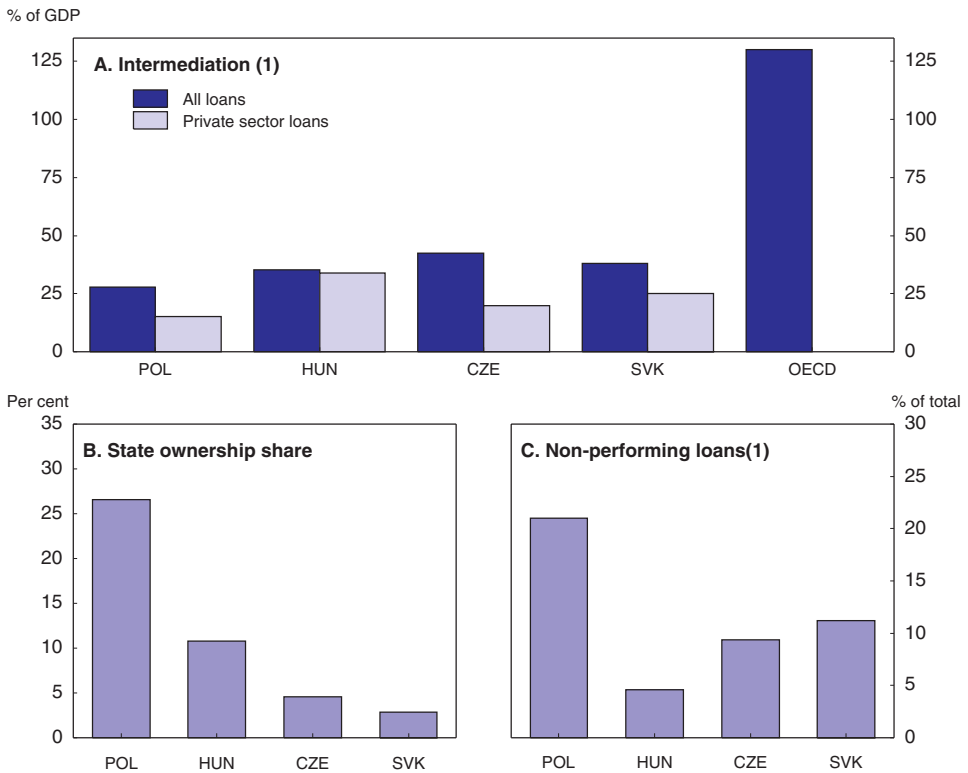 % of GDP
125 125
A. Intermediation (1)
All loans
100 100
Private sector loans
75 75
50 50
25 25
0 0
POL HUN CZE SVK OECD
Per cent % of total
35 30
B. State ownership share C. Non-performing loans(1)
30 25
25 20
20
15 15
10 10
5 5
0 0
POL HUN CZE SVK POL HUN CZE SVK